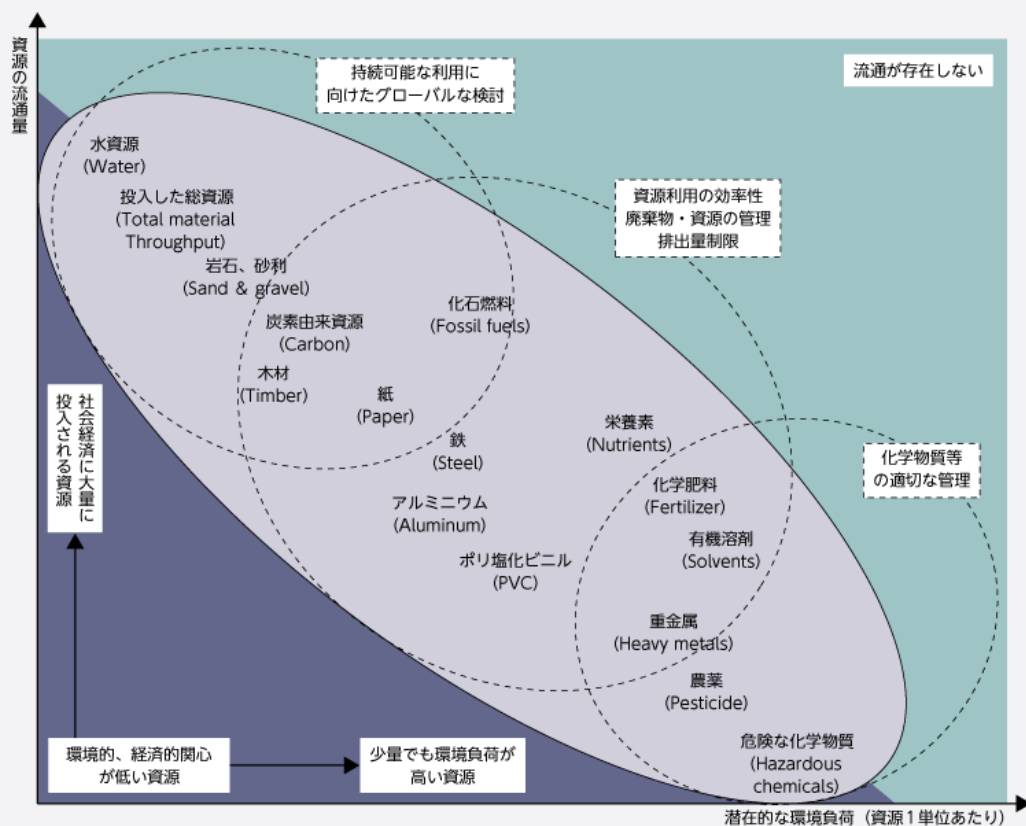 資源の流通量
持続可能な利用に
向けたグローバルな検討
流通が存在しない
水資源
(Water)
投入した総資源
(Total material
Throughput)
資源利用の効率性
廃棄物・資源の管理
排出量制限
岩石、砂利
(Sand & gravel)
炭素由来資源
(Carbon)
化石燃料
(Fossil fuels)
木材
(Timber)
紙
(Paper)
鉄
(Steel)
栄養素
(Nutrients)
社会経済に大量に
投入される資源
化学物質等
の適切な管理
化学肥料
(Fertilizer)
アルミニウム
(Aluminum)
有機溶剤
(Solvents)
ポリ塩化ビニル
(PVC)
重金属
(Heavy metals)
農薬
(Pesticide)
環境的、経済的関心
が低い資源
少量でも環境負荷が
高い資源
危険な化学物質
(Hazardous
chemicals)
潜在的な環境負荷(資源1単位あたり)